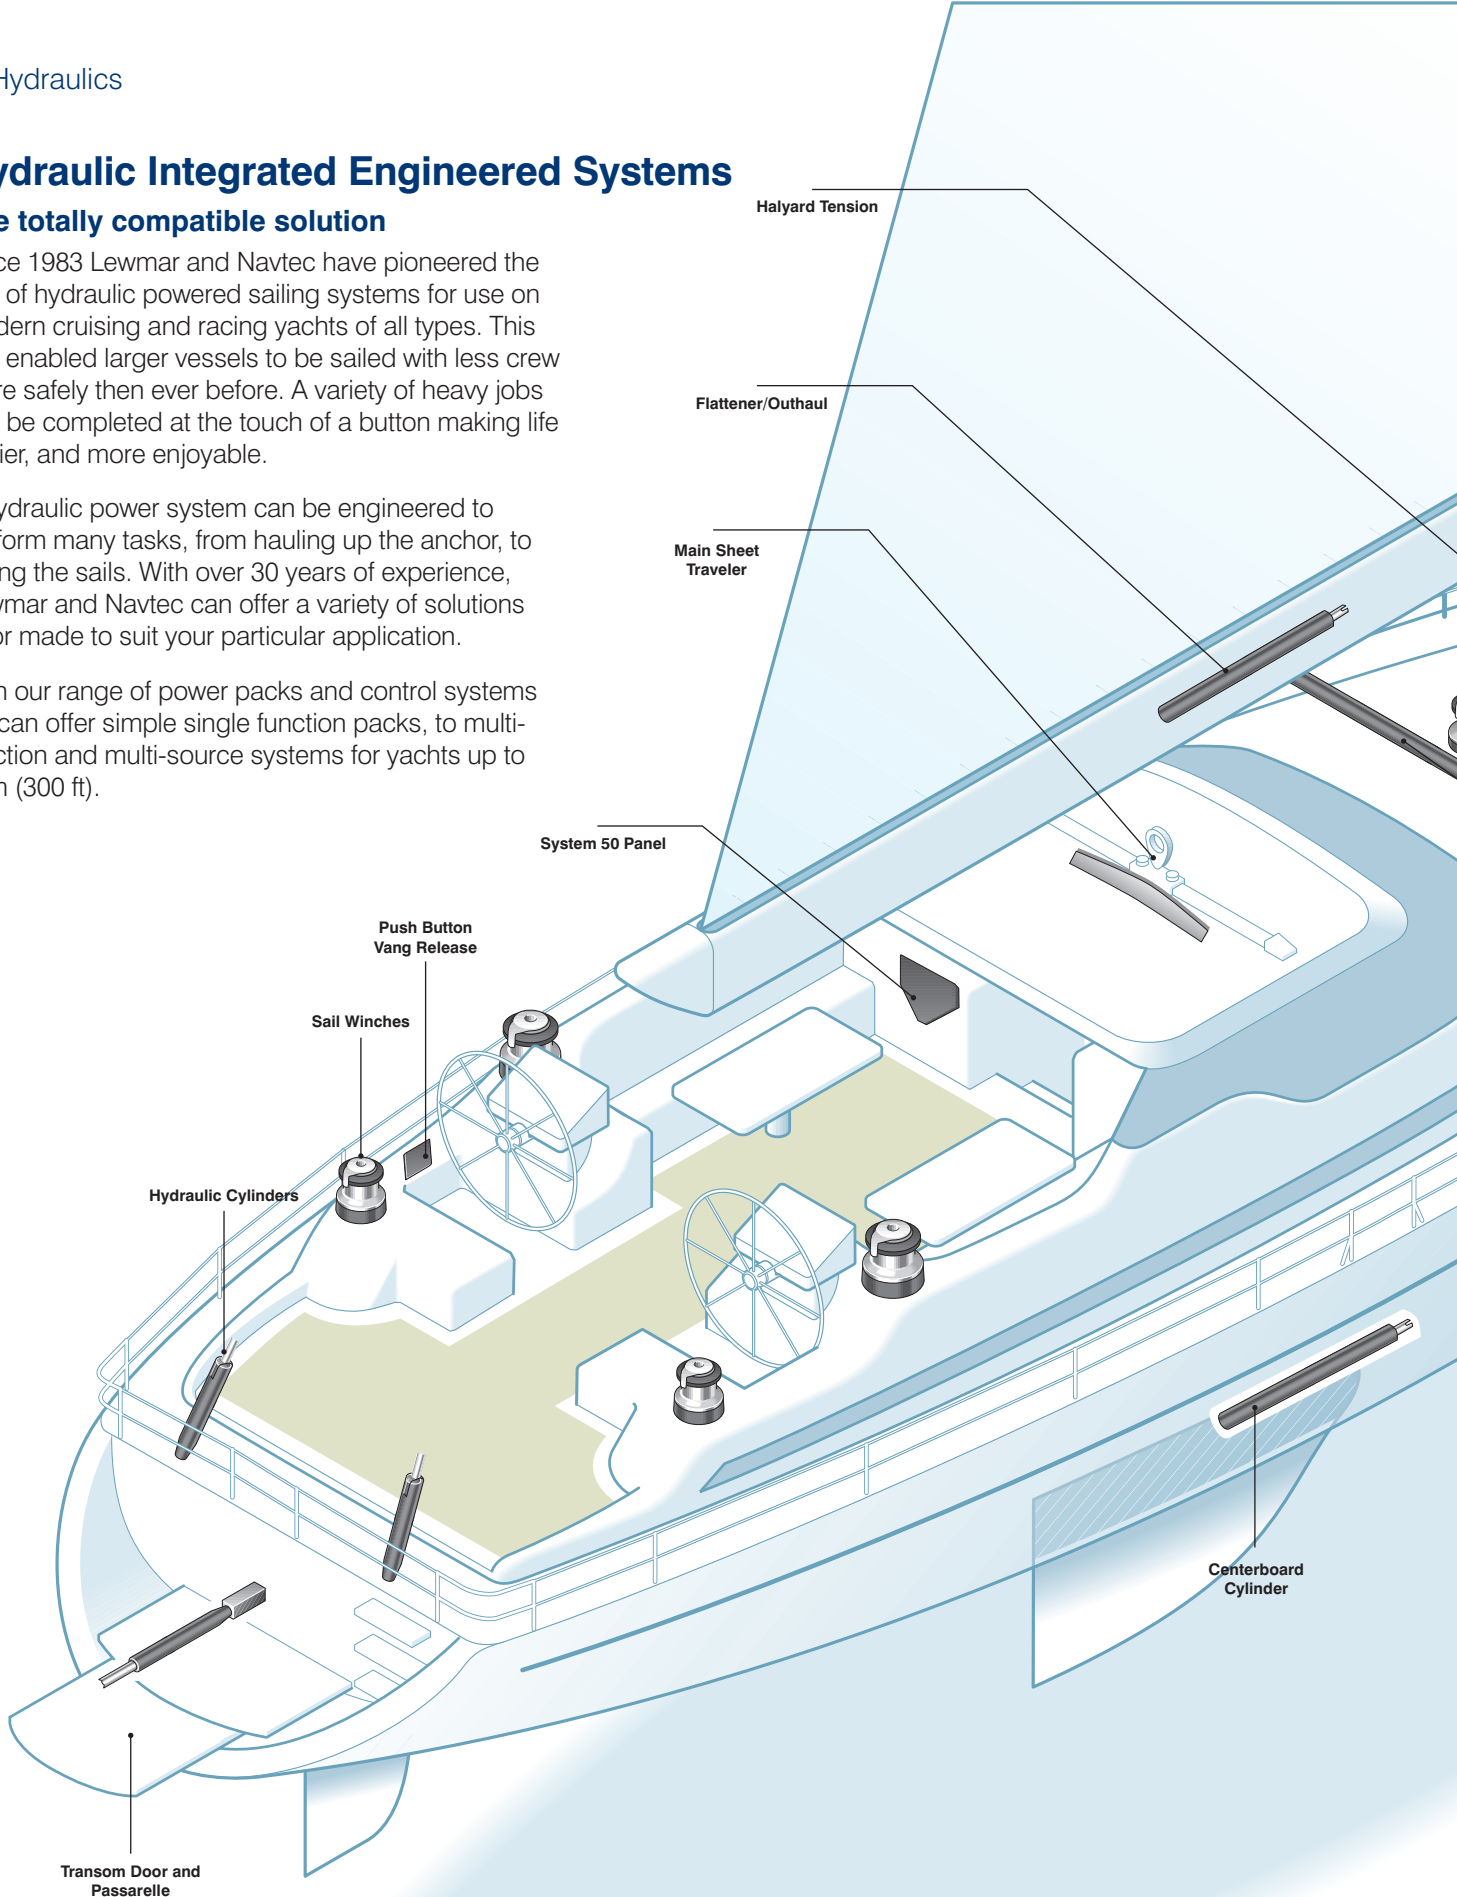 Hydraulics
ydraulic Integrated Engineered Systems
e totally compatible solution
ce 1983 Lewmar and Navtec have pioneered the
of hydraulic powered sailing systems for use on
dern cruising and racing yachts of all types. This
enabled larger vessels to be sailed with less crew
re safely then ever before. A variety of heavy jobs
be completed at the touch of a button making life
ier, and more enjoyable.
ydraulic power system can be engineered to
form many tasks, from hauling up the anchor, to
ng the sails. With over 30 years of experience,
wmar and Navtec can offer a variety of solutions
or made to suit your particular application.
n our range of power packs and control systems
can offer simple single function packs, to multi-
ction and multi-source systems for yachts up to
m (300 ft).
Halyard Tension
Flattener/Outhaul
Main Sheet
Traveler
System 50 Panel
Push Button
Vang Release
Sail Winches
Hydraulic Cylinders
Centerboard
Cylinder
Transom Door and
Passarelle